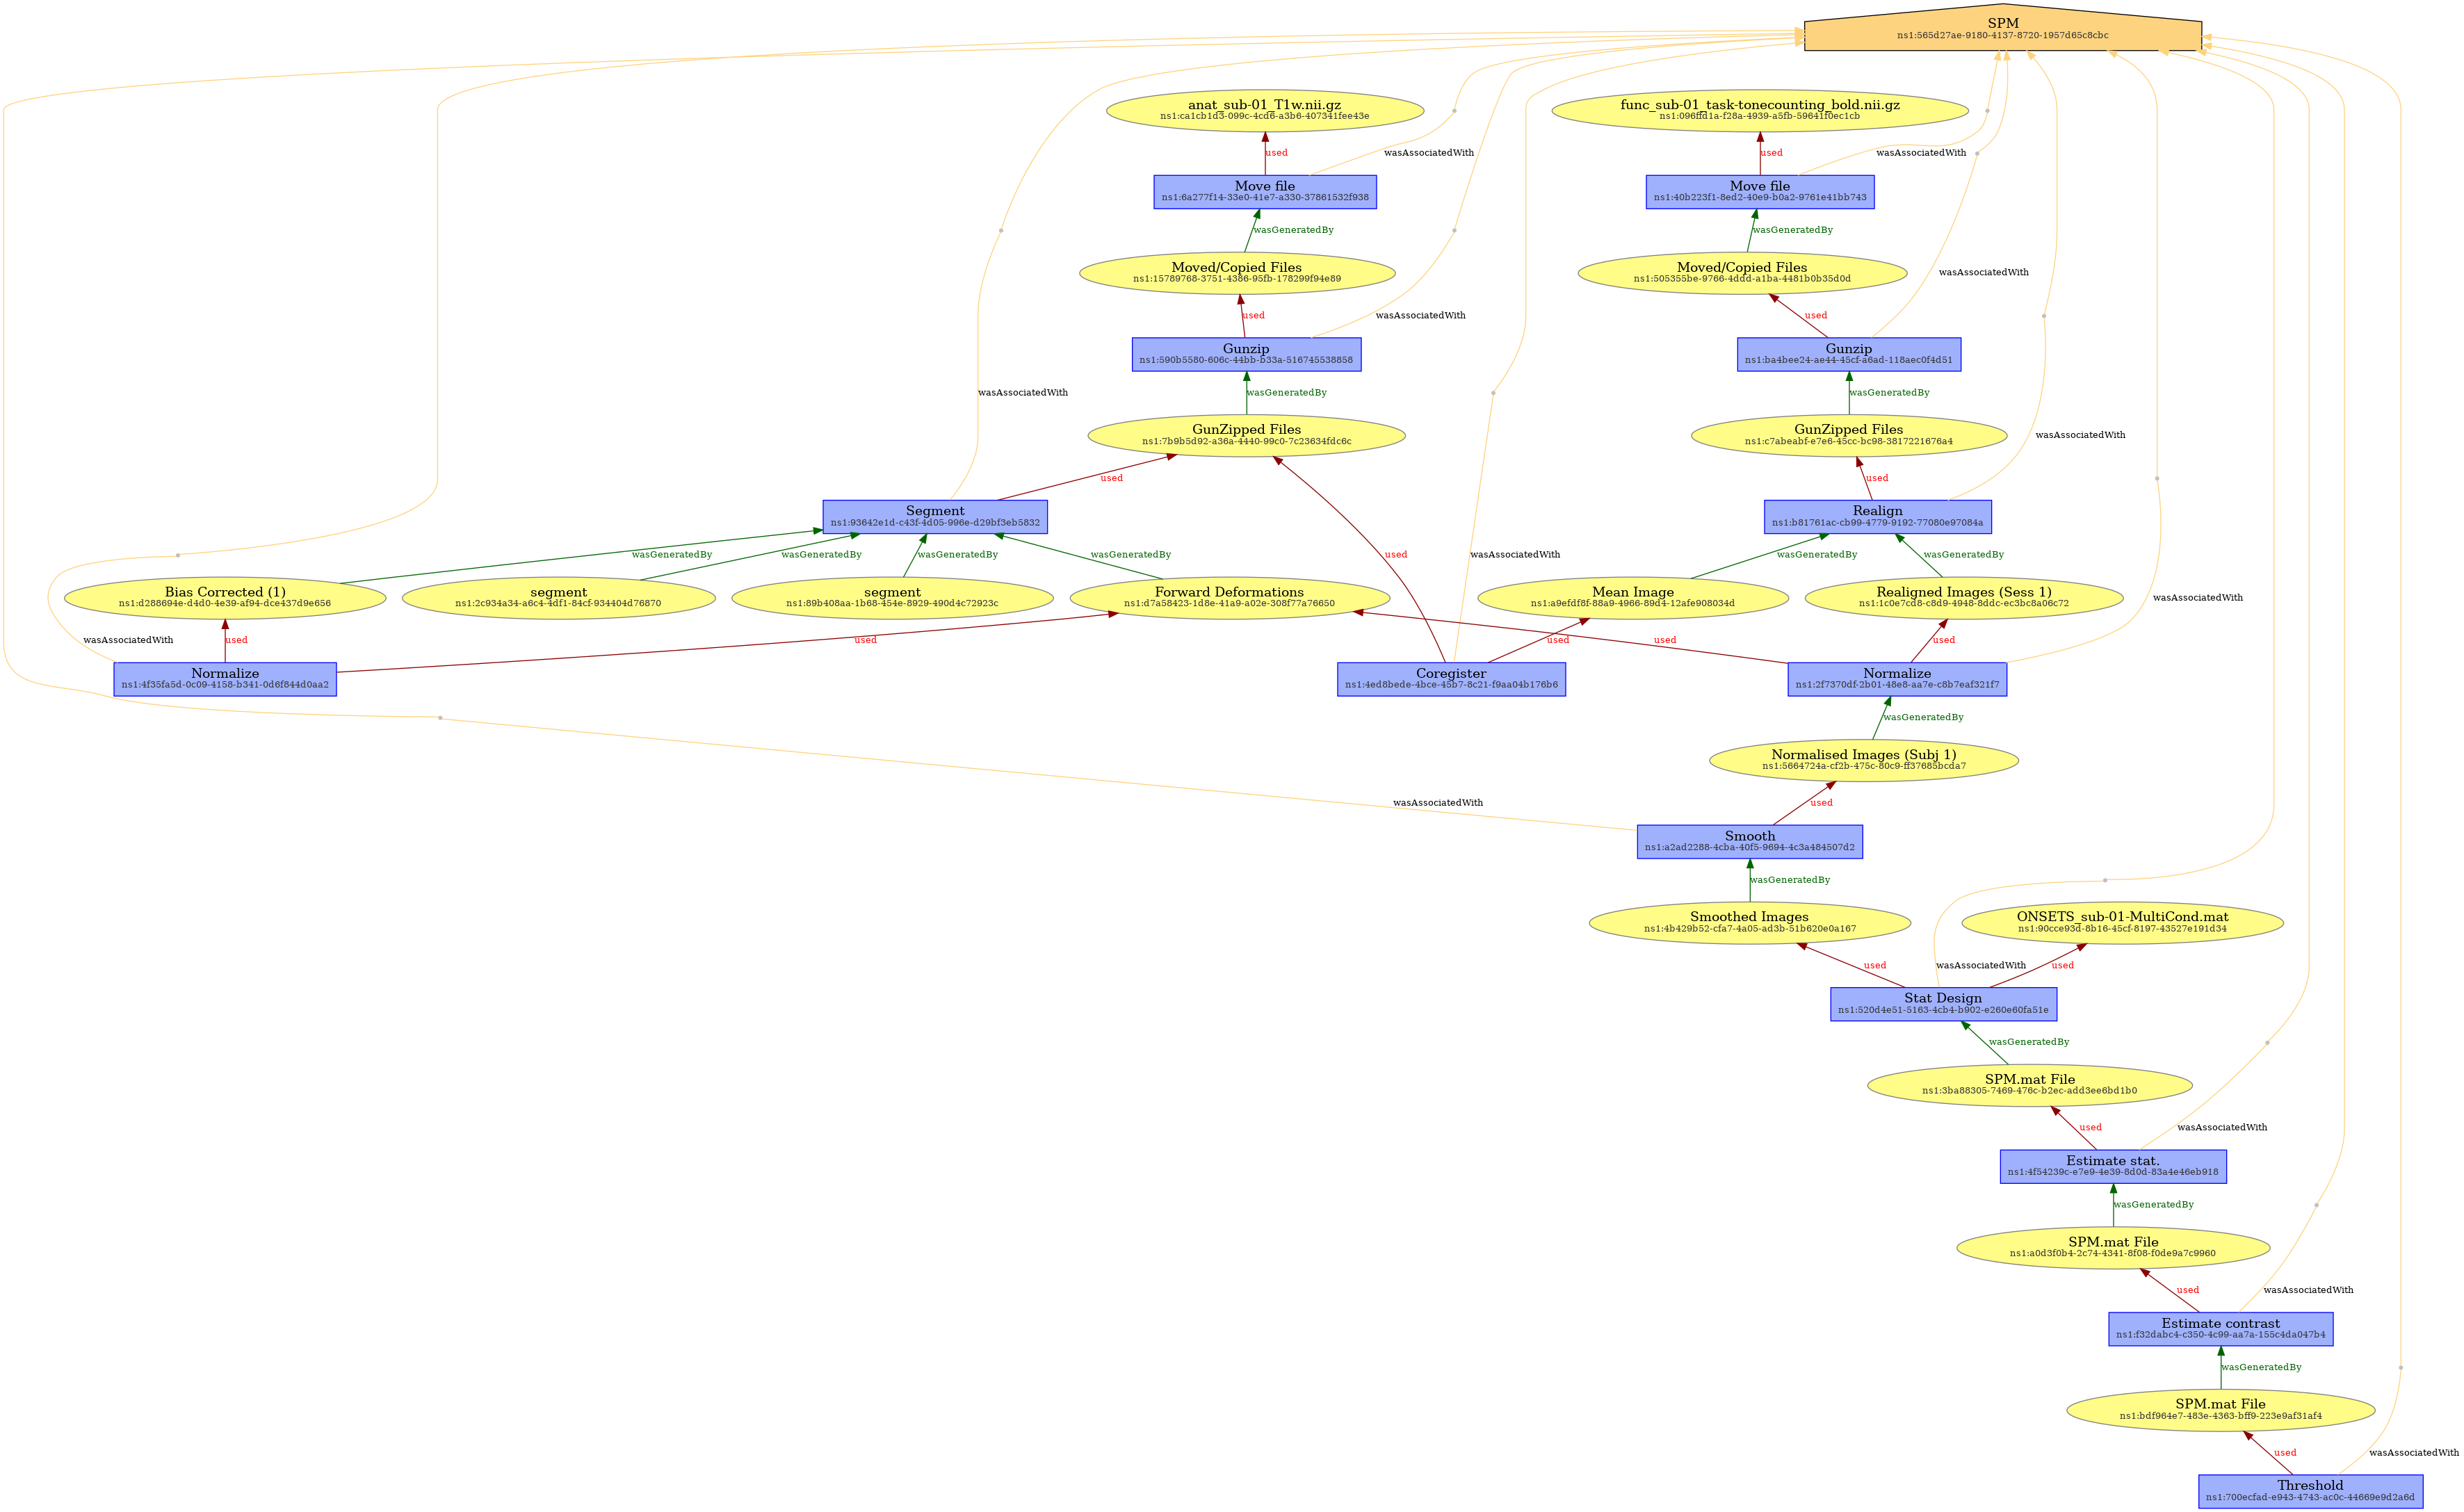 SPM
ns1:565d27ae-9180-4137-8720-1957d65c8cbc
anat_sub-01_T1w.nii.gz
ns1:ca1cb1d3-099c-4cd6-a3b6-407341fee43e
func_sub-01_task-tonecounting_bold.nii.gz
ns1:096ffd1a-f28a-4939-a5fb-59641f0ec1cb
used
wasAssociatedWith
used
wasAssociatedWith
Move file
ns1:6a277f14-33e0-41e7-a330-37861532f938
Move file
ns1:40b223f1-8ed2-40e9-b0a2-9761e41bb743
wasGeneratedBy
wasGeneratedBy
Moved/Copied Files
ns1:15789768-3751-4386-95fb-178299f94e89
Moved/Copied Files
ns1:505355be-9766-4ddd-a1ba-4481b0b35d0d
wasAssociatedWith
used
wasAssociatedWith
used
Gunzip
ns1:590b5580-606c-44bb-b33a-516745538858
Gunzip
ns1:ba4bee24-ae44-45cf-a6ad-118aec0f4d51
wasAssociatedWith
wasGeneratedBy
wasGeneratedBy
GunZipped Files
ns1:7b9b5d92-a36a-4440-99c0-7c23634fdc6c
GunZipped Files
ns1:c7abeabf-e7e6-45cc-bc98-3817221676a4
wasAssociatedWith
used
used
Segment
ns1:93642e1d-c43f-4d05-996e-d29bf3eb5832
Realign
ns1:b81761ac-cb99-4779-9192-77080e97084a
wasGeneratedBy
wasGeneratedBy
wasGeneratedBy
wasGeneratedBy
used
wasAssociatedWith
wasGeneratedBy
wasGeneratedBy
Bias Corrected (1)
ns1:d288694e-d4d0-4e39-af94-dce437d9e656
segment
ns1:2c934a34-a6c4-4df1-84cf-934404d76870
segment
ns1:89b408aa-1b68-454e-8929-490d4c72923c
Forward Deformations
ns1:d7a58423-1d8e-41a9-a02e-308f77a76650
Mean Image
ns1:a9efdf8f-88a9-4966-89d4-12afe908034d
Realigned Images (Sess 1)
ns1:1c0e7cd8-c8d9-4948-8ddc-ec3bc8a06c72
wasAssociatedWith
wasAssociatedWith
used
used
used
used
used
Normalize
ns1:4f35fa5d-0c09-4158-b341-0d6f844d0aa2
Coregister
ns1:4ed8bede-4bce-45b7-8c21-f9aa04b176b6
Normalize
ns1:2f7370df-2b01-48e8-aa7e-c8b7eaf321f7
wasGeneratedBy
Normalised Images (Subj 1)
ns1:5664724a-cf2b-475c-80c9-ff37685bcda7
wasAssociatedWith
used
Smooth
ns1:a2ad2288-4cba-40f5-9694-4c3a484507d2
wasGeneratedBy
Smoothed Images
ns1:4b429b52-cfa7-4a05-ad3b-51b620e0a167
ONSETS_sub-01-MultiCond.mat
ns1:90cce93d-8b16-45cf-8197-43527e191d34
used
wasAssociatedWith
used
Stat Design
ns1:520d4e51-5163-4cb4-b902-e260e60fa51e
wasGeneratedBy
SPM.mat File
ns1:3ba88305-7469-476c-b2ec-add3ee6bd1b0
used
wasAssociatedWith
Estimate stat.
ns1:4f54239c-e7e9-4e39-8d0d-83a4e46eb918
wasGeneratedBy
SPM.mat File
ns1:a0d3f0b4-2c74-4341-8f08-f0de9a7c9960
used
wasAssociatedWith
Estimate contrast
ns1:f32dabc4-c350-4c99-aa7a-155c4da047b4
wasGeneratedBy
SPM.mat File
ns1:bdf964e7-483e-4363-bff9-223e9af31af4
used
wasAssociatedWith
Threshold
ns1:700ecfad-e943-4743-ac0c-44669e9d2a6d